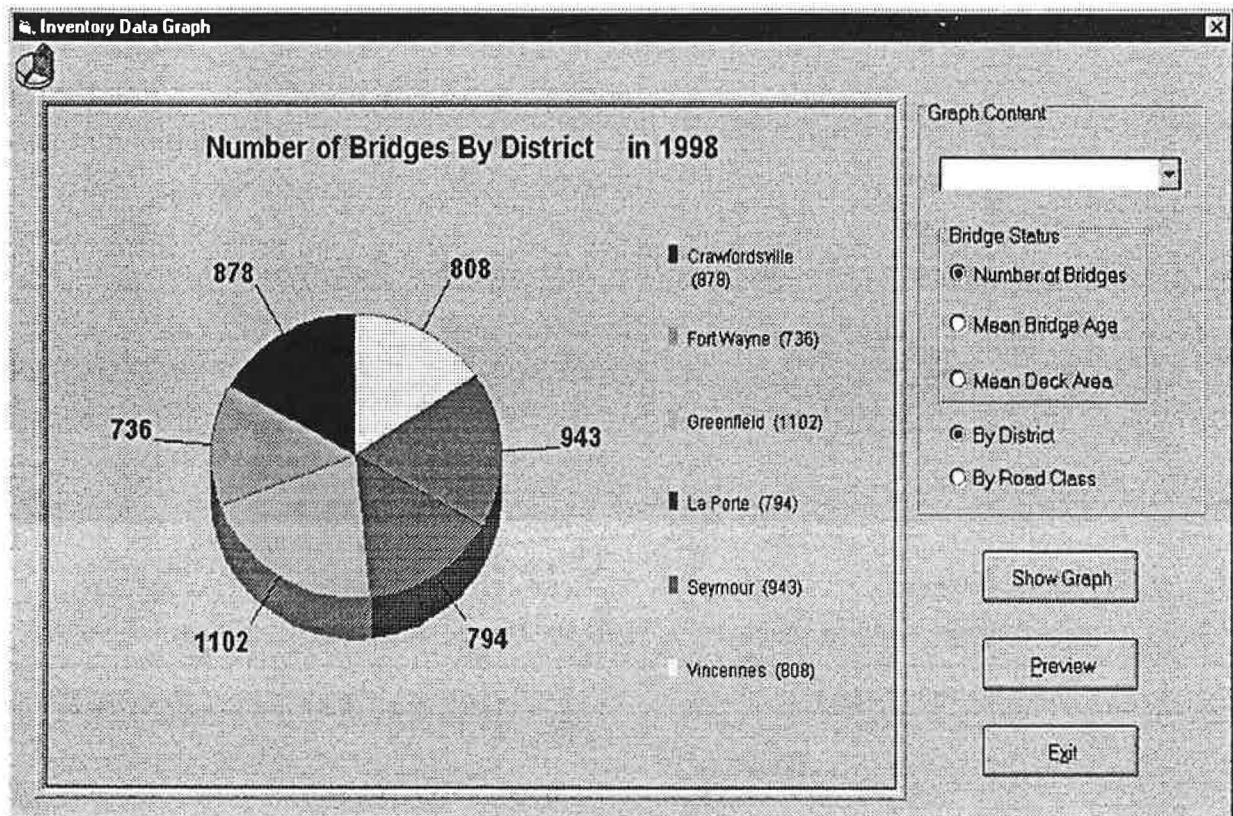 Inventory Data Graph
Number of Bridges By District in 1998
878
808
736
943
1102
794
Crawfordsville
(878)
Fort Wayne (736)
Greenfield (1102)
La Porte (794)
Seymour (943)
Vincennes (808)
Graph Content
Bridge Status
Number of Bridges
Mean Bridge Age
Mean Deck Area
By District
By Road Class
Show Graph
Preview
Exit